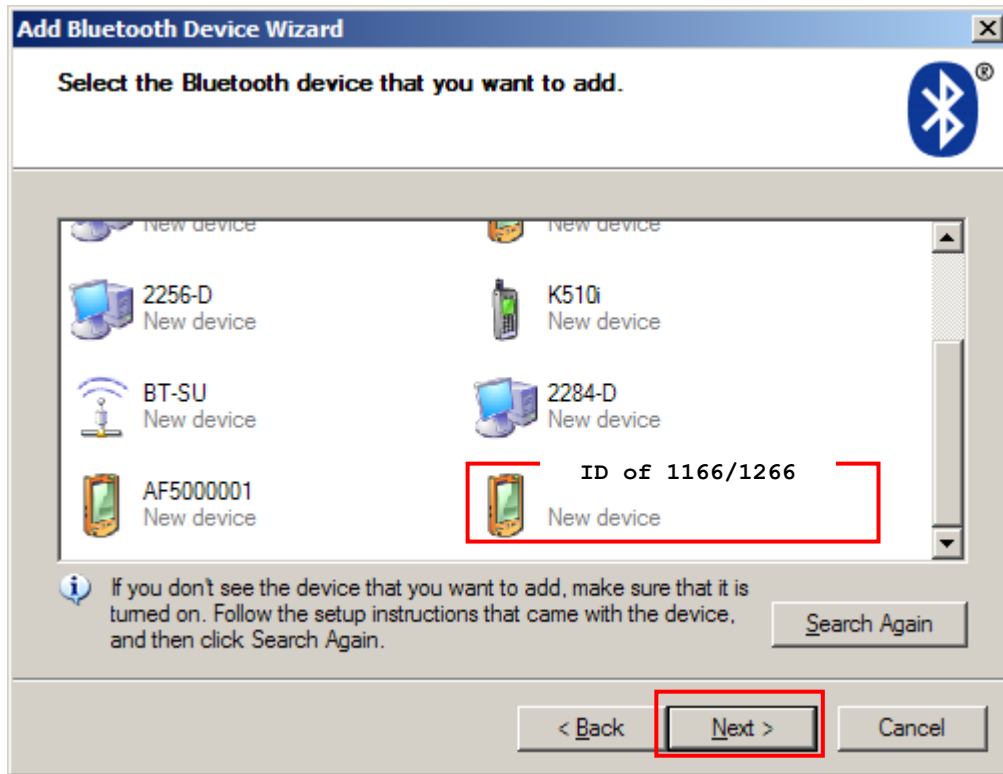 Add Bluetooth Device Wizard
Select the Bluetooth device that you want to add.
®
New device
New device
2256-D
New device
K510i
New device
BT-SU
New device
2284-D
New device
AF5000001
New device
ID of 1166/1266
New device
If you don't see the device that you want to add, make sure that it is
turned on. Follow the setup instructions that came with the device,
and then click Search Again.
Search Again
< Back
Next >
Cancel